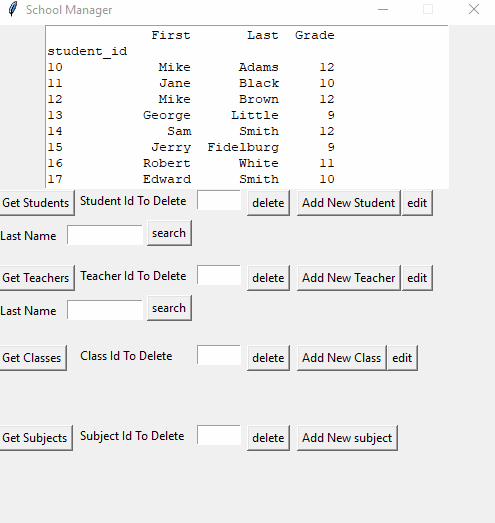 School Manager
First Last Grade
student_id
10 Mike Adams 12
11 Jane Black 10
12 Mike Brown 12
13 George Little 9
14 Sam Smith 12
15 Jerry Fidelburg 9
16 Robert White 11
17 Edward Smith 10
Get Students Student Id To Delete delete Add New Student edit
Last Name search
Get Teachers Teacher Id To Delete delete Add New Teacher edit
Last Name search
Get Classes Class Id To Delete delete Add New Class edit
Get Subjects Subject Id To Delete delete Add New subject